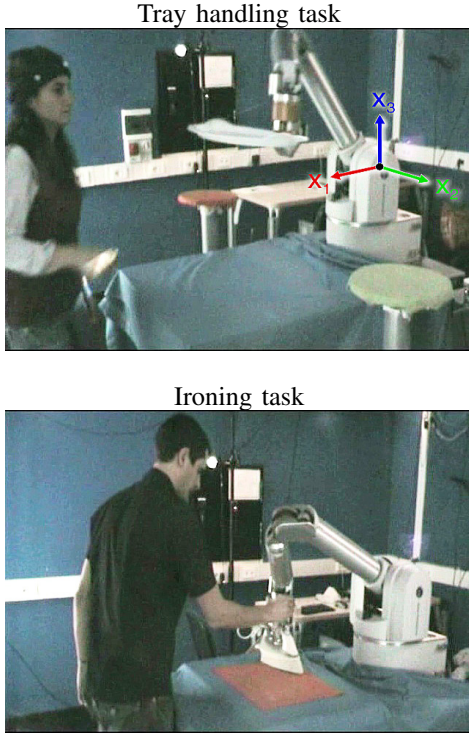 Tray handling task
x₃
x₁
x₂
Ironing task